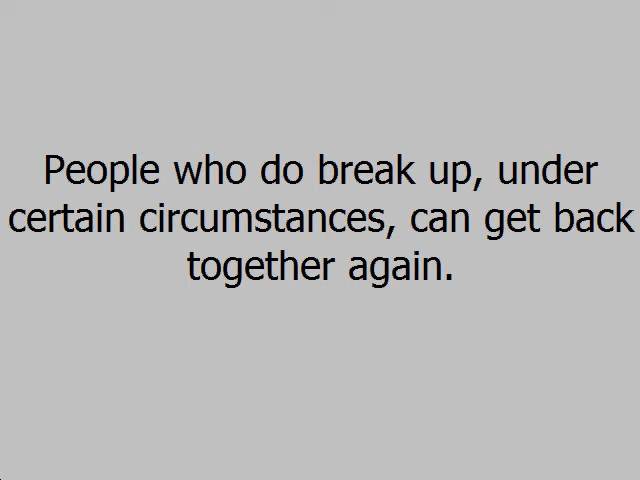 People who do break up, under
certain circumstances, can get back
together again.